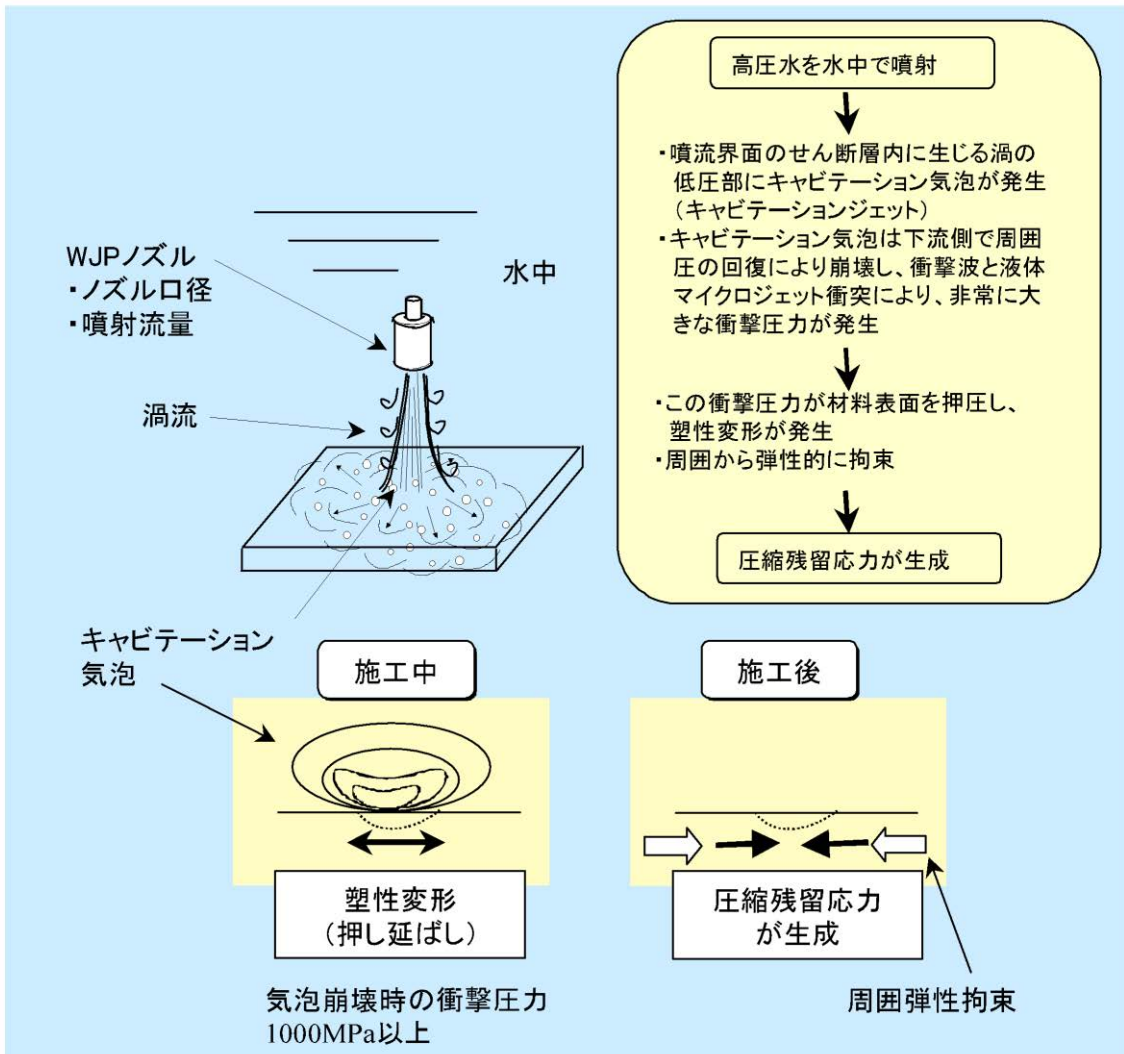 高圧水を水中で噴射
・噴流界面のせん断層内に生じる渦の
低圧部にキャビテーション気泡が発生
(キャビテーションジェット)
・キャビテーション気泡は下流側で周囲
圧の回復により崩壊し、衝撃波と液体
マイクロジェット衝突により、非常に大
きな衝撃圧力が発生
・この衝撃圧力が材料表面を押圧し、
塑性変形が発生
・周囲から弾性的に拘束
圧縮残留応力が生成
WJPノズル
・ノズル口径
・噴射流量
水中
渦流
キャビテーション
気泡
施工中
塑性変形
(押し延ばし)
気泡崩壊時の衝撃圧力
1000MPa以上
施工後
圧縮残留応力
が生成
周囲弾性拘束